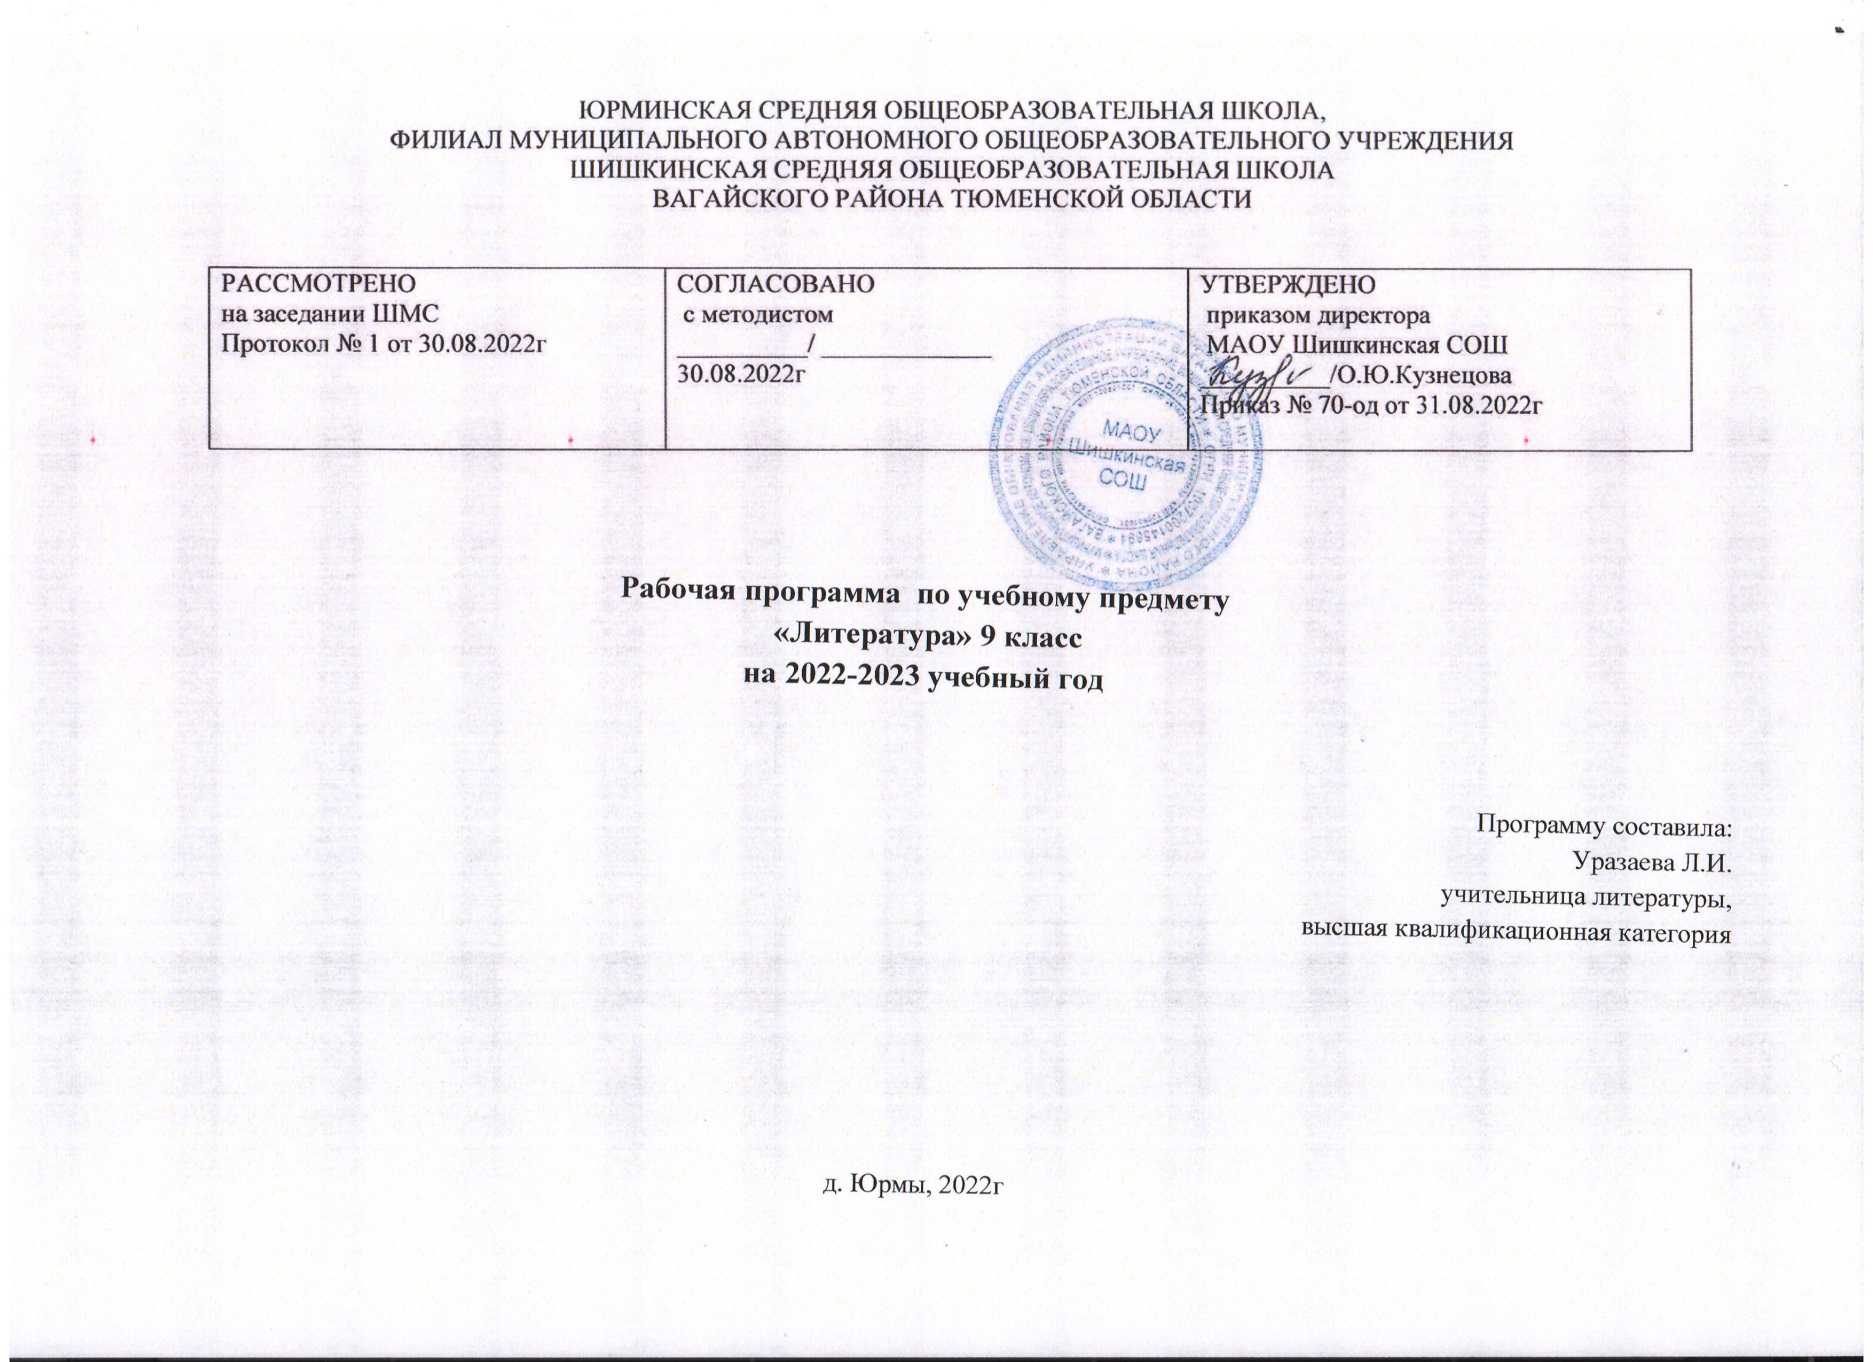 ЮРМИНСКАЯ СРЕДНЯЯ ОБЩЕОБРАЗОВАТЕЛЬНАЯ ШКОЛА,
ФИЛИАЛ МУНИЦИПАЛЬНОГО АВТОНОМНОГО ОБЩЕОБРАЗОВАТЕЛЬНОГО УЧРЕЖДЕНИЯ
ШИШКИНСКАЯ СРЕДНЯЯ ОБЩЕОБРАЗОВАТЕЛЬНАЯ ШКОЛА
ВАГАЙСКОГО РАЙОНА ТЮМЕНСКОЙ ОБЛАСТИ
РАССМОТРЕНО
на заседании ШМС
Протокол № 1 от 30.08.2022г
СОГЛАСОВАНО
с методистом
__________/ _____________
30.08.2022г
УТВЕРЖДЕНО
приказом директора
МАОУ Шишкинская СОШ
__________/О.Ю.Кузнецова
Приказ № 70-од от 31.08.2022г
МАОУ
Шишкинская
СОШ
Рабочая программа  по учебному предмету
«Литература» 9 класс
на 2022-2023 учебный год
Программу составила:
Уразаева Л.И.
учительница литературы,
высшая квалификационная категория
д. Юрмы, 2022г